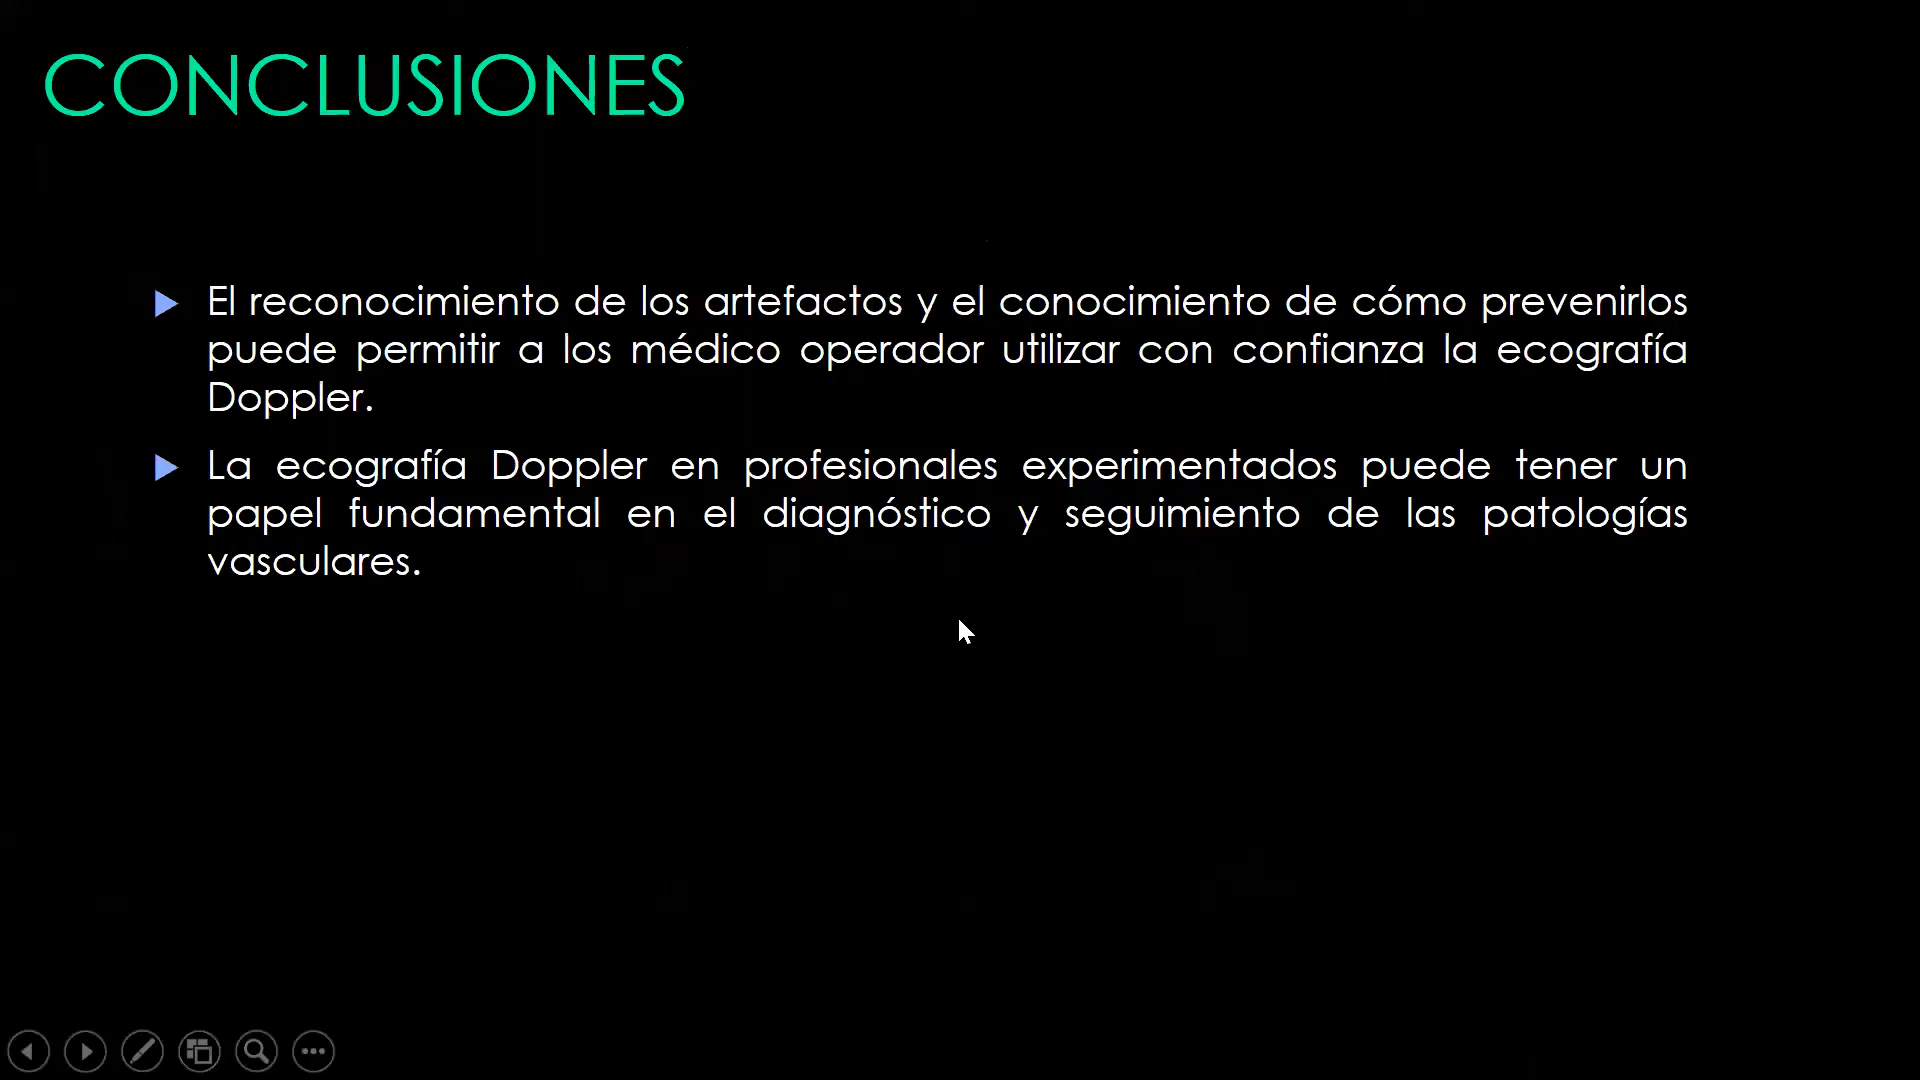 CONCLUSIONES
El reconocimiento de los artefactos y el conocimiento de cómo prevenirlos
puede permitir a los médico operador utilizar con confianza la ecografía
Doppler.
La ecografía Doppler en profesionales experimentados puede tener un
papel fundamental en el diagnóstico y seguimiento de las patologías
vasculares.